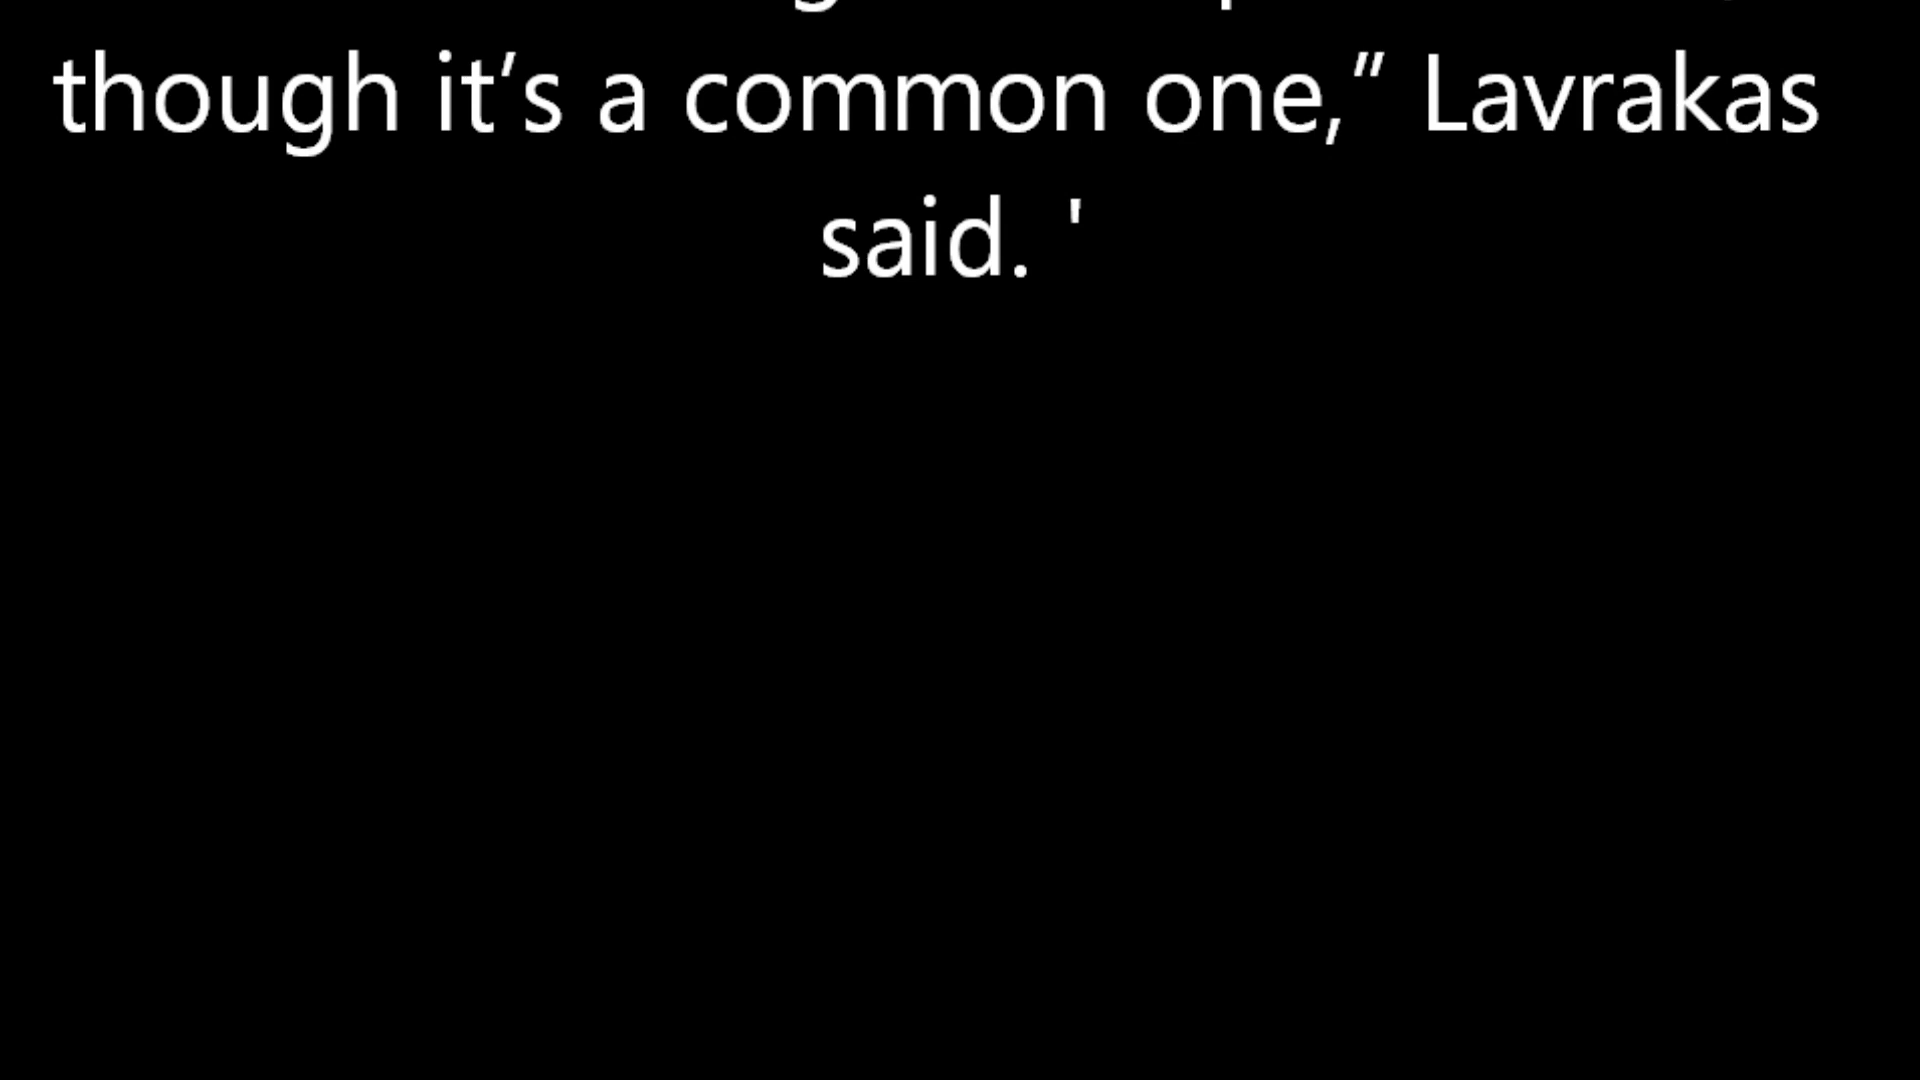 though it’s a common one,” Lavrakas
said. '